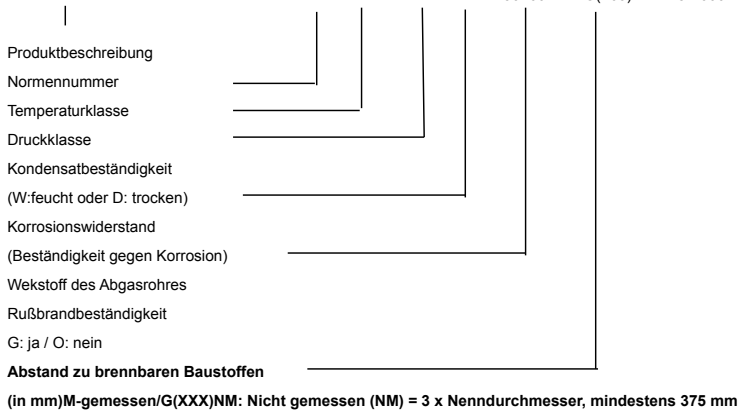 Produktbeschreibung
Normennummer
Temperaturklasse
Druckklasse
Kondensatbeständigkeit
(W:feucht oder D: trocken)
Korrosionswiderstand
(Beständigkeit gegen Korrosion)
Wekstoff des Abgasrohres
Rußbrandbeständigkeit
G: ja / O: nein
Abstand zu brennbaren Baustoffen
(in mm)M-gemessen/G(XXX)NM: Nicht gemessen (NM) = 3 x Nenndurchmesser, mindestens 375 mm